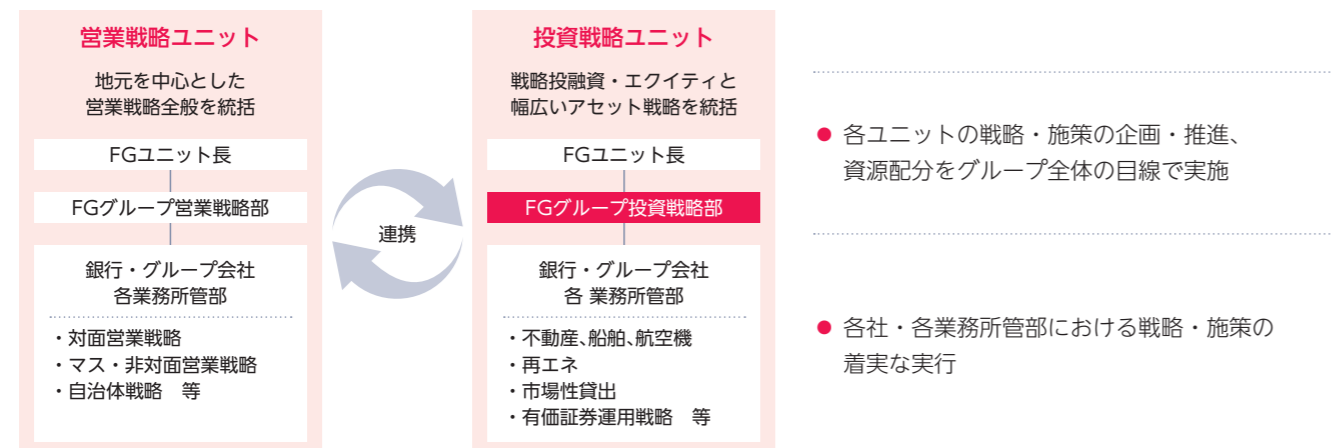 営業戦略ユニット
地元を中心とした
営業戦略全般を統括
FGユニット長
FGグループ営業戦略部
銀行・グループ会社
各業務所管部
・対面営業戦略
・マス・非対面営業戦略
・自治体戦略　等
連携
投資戦略ユニット
戦略投融資・エクイティと
幅広いアセット戦略を統括
FGユニット長
FGグループ投資戦略部
銀行・グループ会社
各 業務所管部
・不動産、船舶、航空機
・再エネ
・市場性貸出
・有価証券運用戦略　等
● 各ユニットの戦略・施策の企画・推進、
資源配分をグループ全体の目線で実施
● 各社・各業務所管部における戦略・施策の
着実な実行